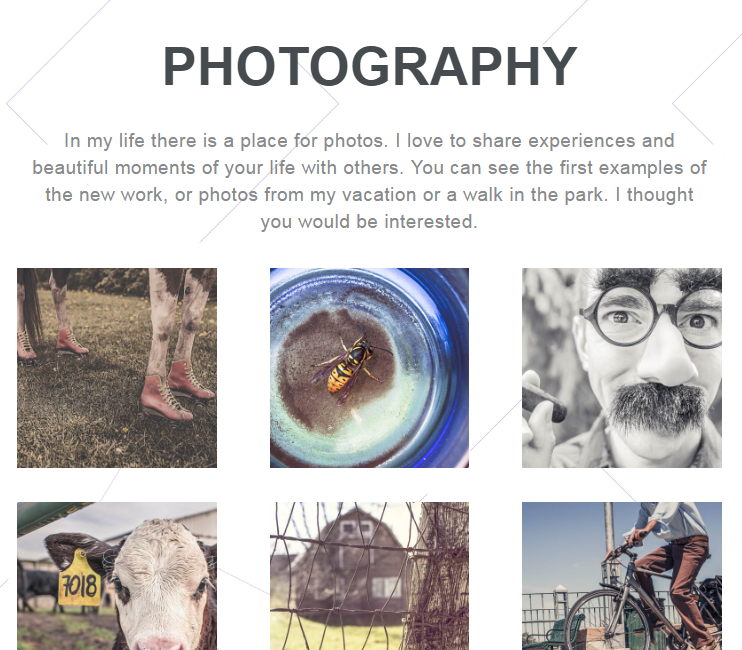 PHOTOGRAPHY
In my life there is a place for photos. I love to share experiences and
beautiful moments of your life with others. You can see the first examples of
the new work, or photos from my vacation or a walk in the park. I thought
you would be interested.
7018